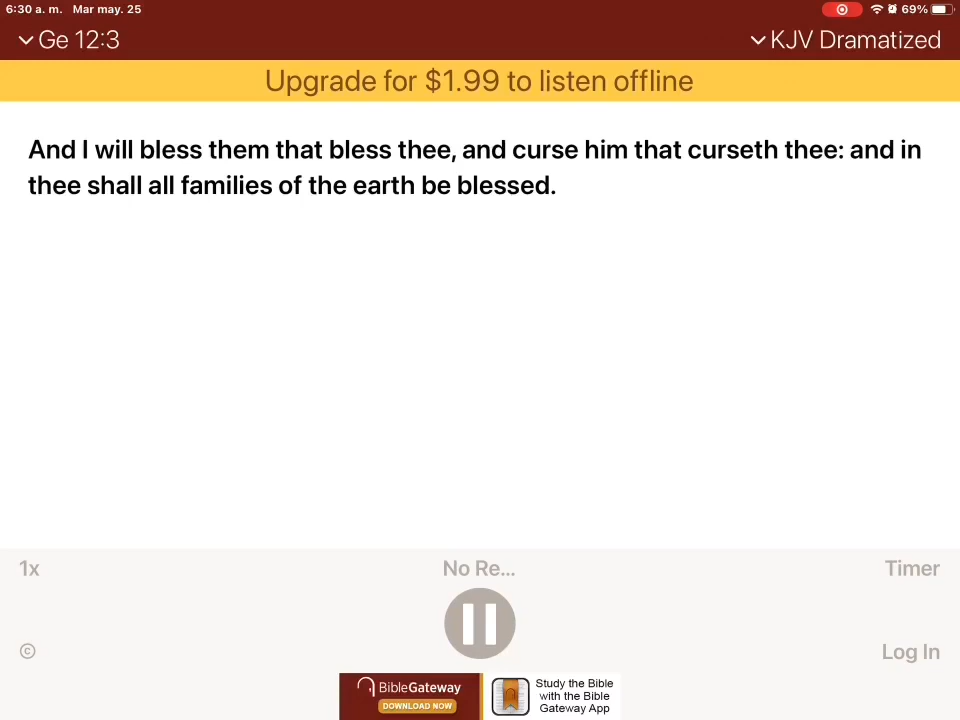 6:30 a. m. Mar may. 25 69%
Ge 12:3 KJV Dramatized
Upgrade for $1.99 to listen offline
And I will bless them that bless thee, and curse him that curseth thee: and in
thee shall all families of the earth be blessed.
1x No Re... Timer
© Log In
BibleGateway
DOWNLOAD NOW
Study the Bible
with the Bible
Gateway App